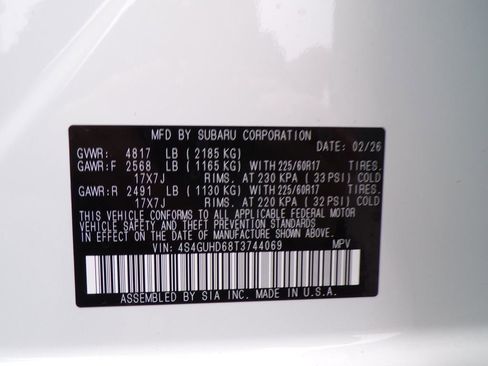 MFD BY SUBARU CORPORATION
GVWR: 4817 LB (2185 KG) DATE: 02/26
GAWR:F 2568 LB (1165 KG) WITH 225/60R17 TIRES.
17X7J RIMS. AT 230 KPA (33 PSI) COLD
GAWR:R 2491 LB (1130 KG) WITH 225/60R17 TIRES.
17X7J RIMS. AT 220 KPA (32 PSI) COLD
THIS VEHICLE CONFORMS TO ALL APPLICABLE FEDERAL MOTOR
VEHICLE SAFETY AND THEFT PREVENTION STANDARDS
IN EFFECT ON THE DATE OF MANUFACTURE SHOWN ABOVE.
VIN: 4S4GUHD68T3744069 MPV
ASSEMBLED BY SIA INC. MADE IN U.S.A.